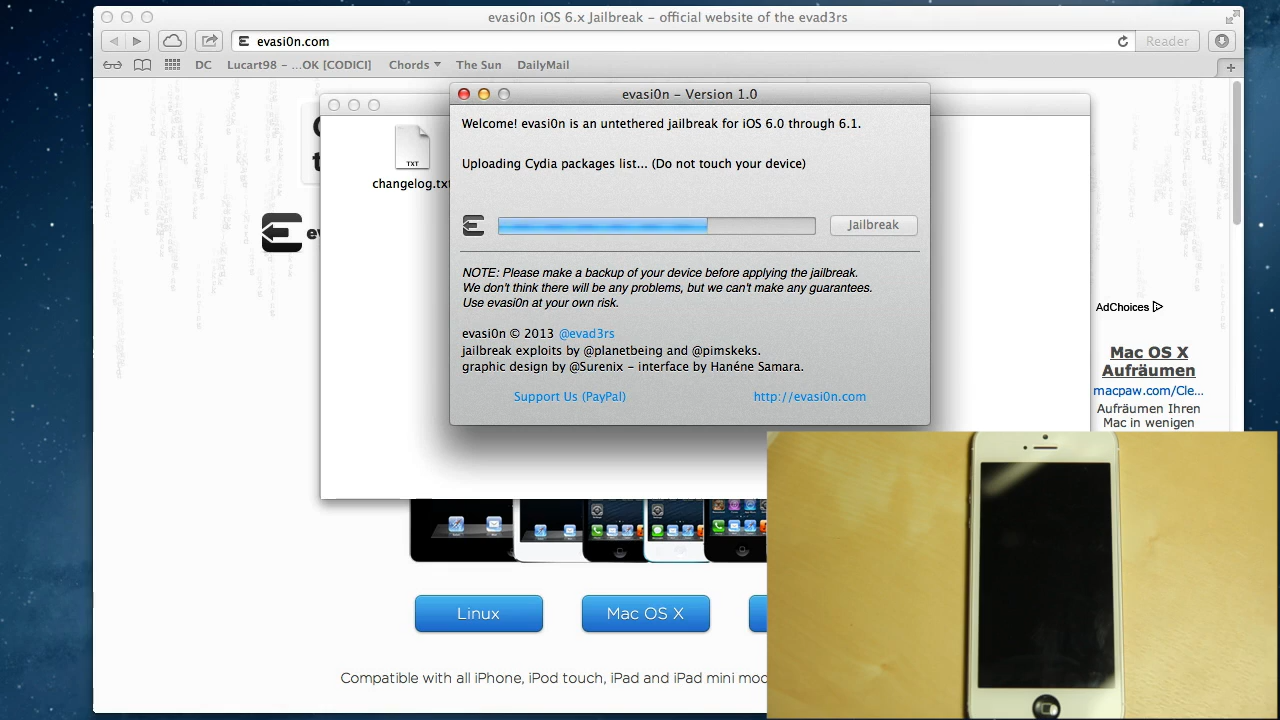 evasi0n iOS 6.x Jailbreak – official website of the evad3rs
evasi0n.com
Reader
DC Lucart98 – ...OK [CODICI] Chords The Sun DailyMail
evasi0n – Version 1.0
Welcome! evasi0n is an untethered jailbreak for iOS 6.0 through 6.1.
Uploading Cydia packages list... (Do not touch your device)
TXT
changelog.txt
Jailbreak
NOTE: Please make a backup of your device before applying the jailbreak.
We don't think there will be any problems, but we can't make any guarantees.
Use evasi0n at your own risk.
evasi0n © 2013 @evad3rs
jailbreak exploits by @planetbeing and @pimskeks.
graphic design by @Surenix – interface by Hanéne Samara.
Support Us (PayPal) http://evasi0n.com
AdChoices
Mac OS X
Aufräumen
macpaw.com/Cle...
Aufräumen Ihren
Mac in wenigen
Linux
Mac OS X
Compatible with all iPhone, iPod touch, iPad and iPad mini mod